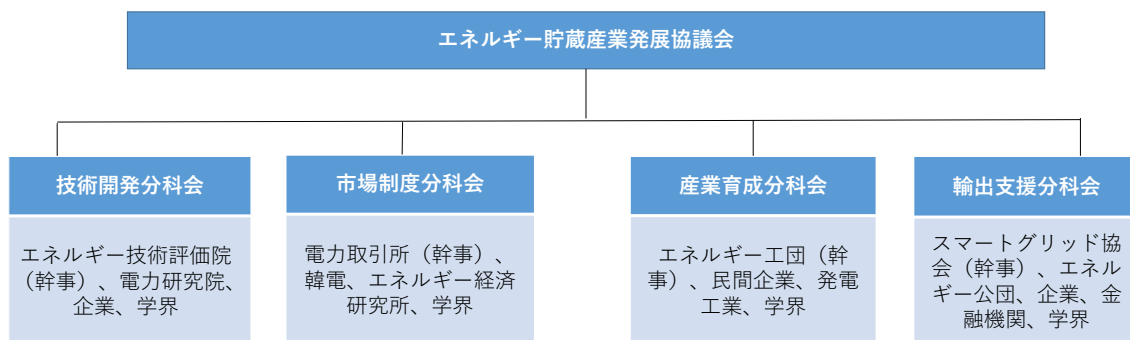 エネルギー貯蔵産業発展協議会
技術開発分科会
エネルギー技術評価院
（幹事）、電力研究院、
企業、学界
市場制度分科会
電力取引所（幹事）、
韓電、エネルギー経済
研究所、学界
産業育成分科会
エネルギー工団（幹
事）、民間企業、発電
工業、学界
輸出支援分科会
スマートグリッド協
会（幹事）、エネル
ギー公団、企業、金
融機関、学界